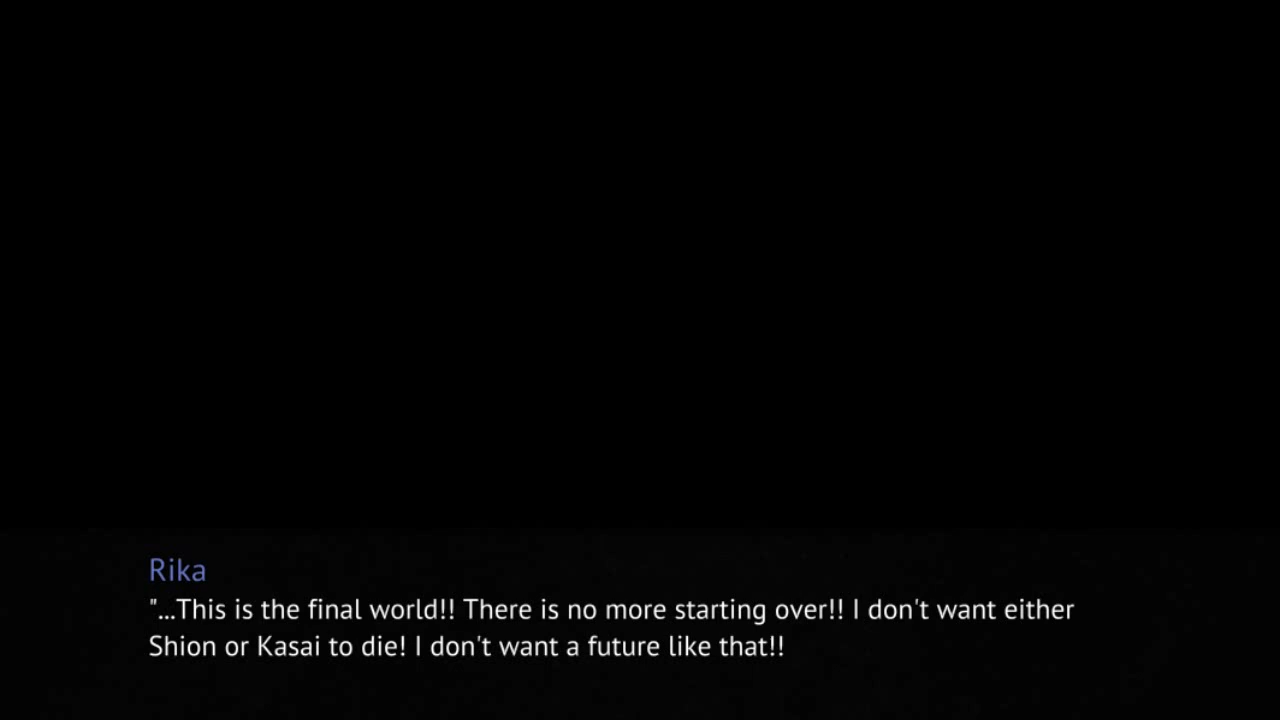 Rika
"...This is the final world!! There is no more starting over!! I don't want either
Shion or Kasai to die! I don't want a future like that!!